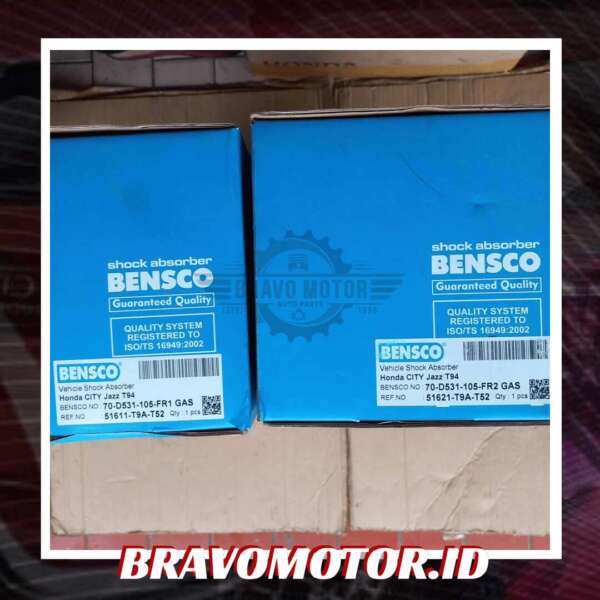 shock absorber
BENSCO
Guaranteed Quality
QUALITY SYSTEM
REGISTERED TO
ISO/TS 16949:2002
BENSCO
Vehicle Shock Absorber
Honda CITY Jazz T94
BENSCO NO : 70-D531-105-FR1 GAS
REF.NO : 51611-T9A-T52 Qty : 1 pcs
shock absorber
BENSCO
Guaranteed Quality
QUALITY SYSTEM
REGISTERED TO
ISO/TS 16949:2002
BENSCO
Vehicle Shock Absorber
Honda CITY Jazz T94
BENSCO NO : 70-D531-105-FR2 GAS
REF.NO : 51621-T9A-T52 Qty : 1 pcs
BRAVO MOTOR
AUTO PARTS
BRAVOMOTOR.ID